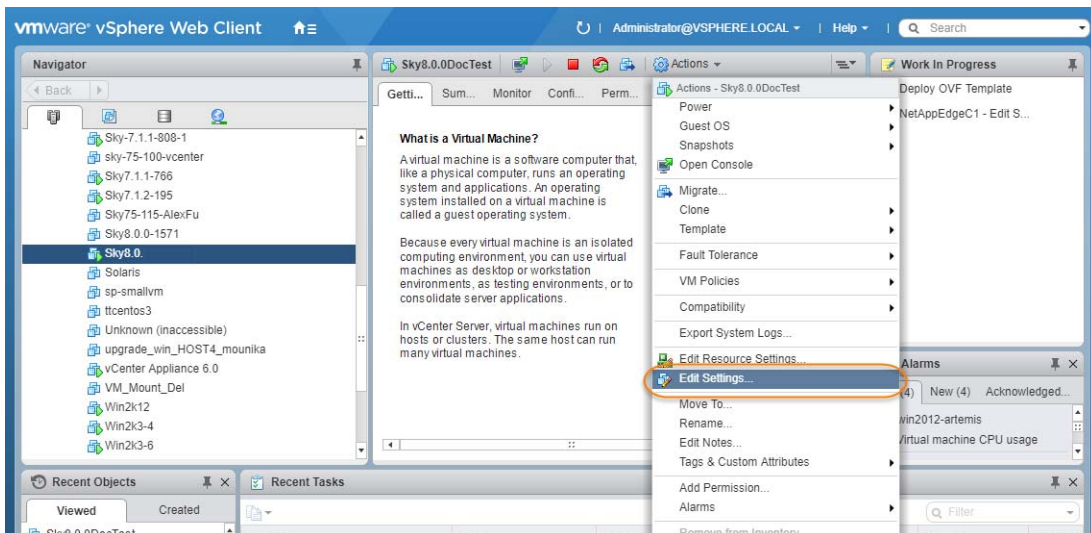 vmware® vSphere Web Client
Administrator@VSPHERE.LOCAL
Help
Search
Navigator
Back
Sky-7.1.1-808-1
sky-75-100-vcenter
Sky7.1.1-766
Sky7.1.2-195
Sky75-115-AlexFu
Sky8.0.0-1571
Sky8.0.
Solaris
sp-smallvm
ttcentos3
Unknown (inaccessible)
upgrade_win_HOST4_mounika
vCenter Appliance 6.0
VM_Mount_Del
Win2k12
Win2k3-4
Win2k3-6
Recent Objects
Viewed
Created
Sky8.0.0DocTest
Sky8.0.0DocTest
Actions
Getti...
Sum...
Monitor
Confi...
Perm...
What is a Virtual Machine?
A virtual machine is a software computer that,
like a physical computer, runs an operating
system and applications. An operating
system installed on a virtual machine is
called a guest operating system.
Because every virtual machine is an isolated
computing environment, you can use virtual
machines as desktop or workstation
environments, as testing environments, or to
consolidate server applications.
In vCenter Server, virtual machines run on
hosts or clusters. The same host can run
many virtual machines.
Recent Tasks
Actions - Sky8.0.0DocTest
Power
Guest OS
Snapshots
Open Console
Migrate...
Clone
Template
Fault Tolerance
VM Policies
Compatibility
Export System Logs...
Edit Resource Settings...
Edit Settings...
Move To...
Rename...
Edit Notes...
Tags & Custom Attributes
Add Permission...
Alarms
Remove from Inventory
Work In Progress
Deploy OVF Template
NetAppEdgeC1 - Edit S...
Alarms
(4)
New (4)
Acknowledged...
win2012-artemis
Virtual machine CPU usage
Filter